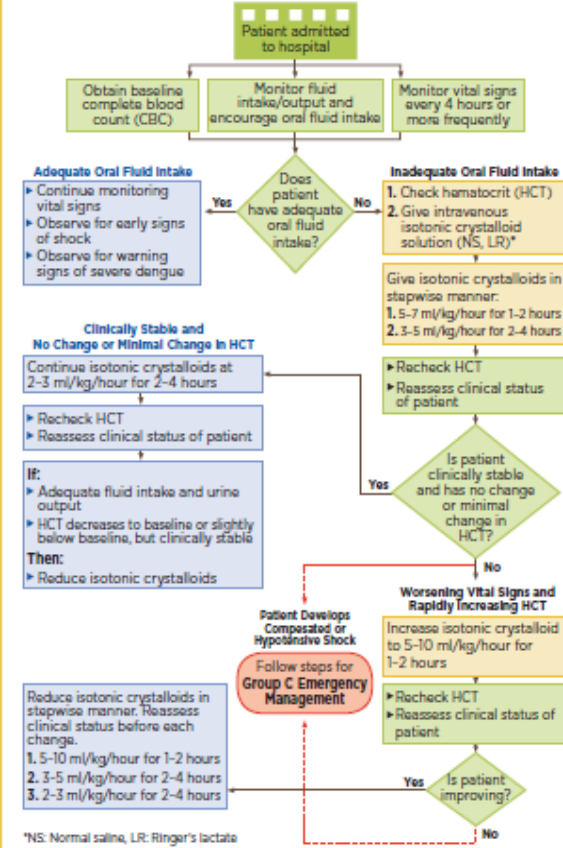 Patient admitted
to hospital
Obtain baseline
complete blood
count (CBC)
Monitor fluid
intake/output and
encourage oral fluid intake
Monitor vital signs
every 4 hours or
more frequently
Adequate Oral Fluid Intake
▸ Continue monitoring
vital signs
▸ Observe for early signs
of shock
▸ Observe for warning
signs of severe dengue
Yes
Does
patient
have adequate
oral fluid
intake?
No
Inadequate Oral Fluid Intake
1. Check hematocrit (HCT)
2. Give intravenous
isotonic crystalloid
solution (NS, LR)*
Give isotonic crystalloids in
stepwise manner:
1. 5-7 ml/kg/hour for 1-2 hours
2. 3-5 ml/kg/hour for 2-4 hours
▸ Recheck HCT
▸ Reassess clinical status
of patient
Is patient
clinically stable
and has no change
or minimal
change in
HCT?
Yes
Clinically Stable and
No Change or Minimal Change in HCT
Continue isotonic crystalloids at
2-3 ml/kg/hour for 2-4 hours
▸ Recheck HCT
▸ Reassess clinical status of patient
If:
▸ Adequate fluid intake and urine
output
▸ HCT decreases to baseline or slightly
below baseline, but clinically stable
Then:
▸ Reduce isotonic crystalloids
No
Worsening Vital Signs and
Rapidly Increasing HCT
Increase isotonic crystalloid
to 5-10 ml/kg/hour for
1-2 hours
▸ Recheck HCT
▸ Reassess clinical status of
patient
Is patient
improving?
Yes
Reduce isotonic crystalloids in
stepwise manner. Reassess
clinical status before each
change.
1. 5-10 ml/kg/hour for 1-2 hours
2. 3-5 ml/kg/hour for 2-4 hours
3. 2-3 ml/kg/hour for 2-4 hours
No
Patient Develops
Compesated or
Hypotensive Shock
Follow steps for
Group C Emergency
Management
*NS: Normal saline, LR: Ringer's lactate